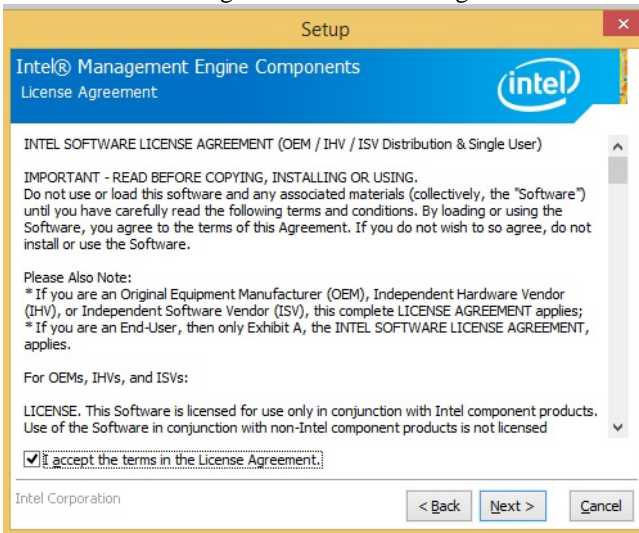 Setup
Intel® Management Engine Components
License Agreement
intel
INTEL SOFTWARE LICENSE AGREEMENT (OEM / IHV / ISV Distribution & Single User)
IMPORTANT - READ BEFORE COPYING, INSTALLING OR USING.
Do not use or load this software and any associated materials (collectively, the "Software")
until you have carefully read the following terms and conditions. By loading or using the
Software, you agree to the terms of this Agreement. If you do not wish to so agree, do not
install or use the Software.
Please Also Note:
* If you are an Original Equipment Manufacturer (OEM), Independent Hardware Vendor
(IHV), or Independent Software Vendor (ISV), this complete LICENSE AGREEMENT applies;
* If you are an End-User, then only Exhibit A, the INTEL SOFTWARE LICENSE AGREEMENT,
applies.
For OEMs, IHVs, and ISVs:
LICENSE. This Software is licensed for use only in conjunction with Intel component products.
Use of the Software in conjunction with non-Intel component products is not licensed
I accept the terms in the License Agreement.
Intel Corporation
< Back Next > Cancel